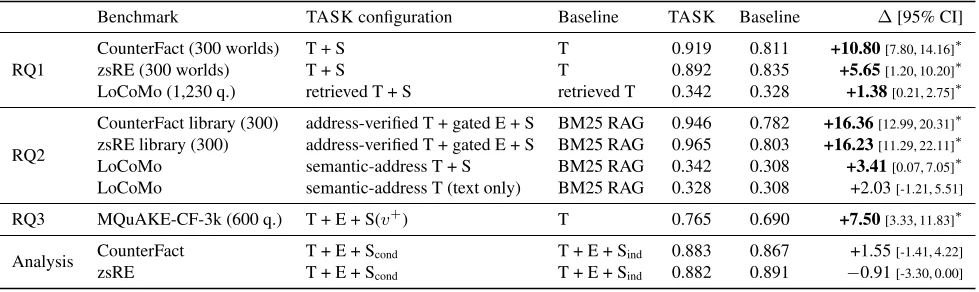 Benchmark TASK configuration Baseline TASK Baseline Δ [95% CI]
RQ1
CounterFact (300 worlds) T + S T 0.919 0.811 +10.80 [7.80, 14.16]*
zsRE (300 worlds) T + S T 0.892 0.835 +5.65 [1.20, 10.20]*
LoCoMo (1,230 q.) retrieved T + S retrieved T 0.342 0.328 +1.38 [0.21, 2.75]*
RQ2
CounterFact library (300) address-verified T + gated E + S BM25 RAG 0.946 0.782 +16.36 [12.99, 20.31]*
zsRE library (300) address-verified T + gated E + S BM25 RAG 0.965 0.803 +16.23 [11.29, 22.11]*
LoCoMo semantic-address T + S BM25 RAG 0.342 0.308 +3.41 [0.07, 7.05]*
LoCoMo semantic-address T (text only) BM25 RAG 0.328 0.308 +2.03 [-1.21, 5.51]
RQ3 MQuAKE-CF-3k (600 q.) T + E + S(v⁺) T 0.765 0.690 +7.50 [3.33, 11.83]*
Analysis
CounterFact T + E + S_cond T + E + S_ind 0.883 0.867 +1.55 [-1.41, 4.22]
zsRE T + E + S_cond T + E + S_ind 0.882 0.891 −0.91 [-3.30, 0.00]